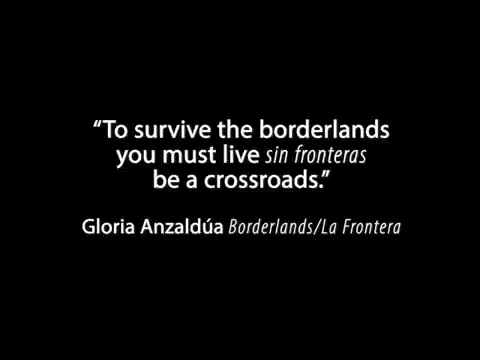 “To survive the borderlands
you must live sin fronteras
be a crossroads.”
Gloria Anzaldúa Borderlands/La Frontera